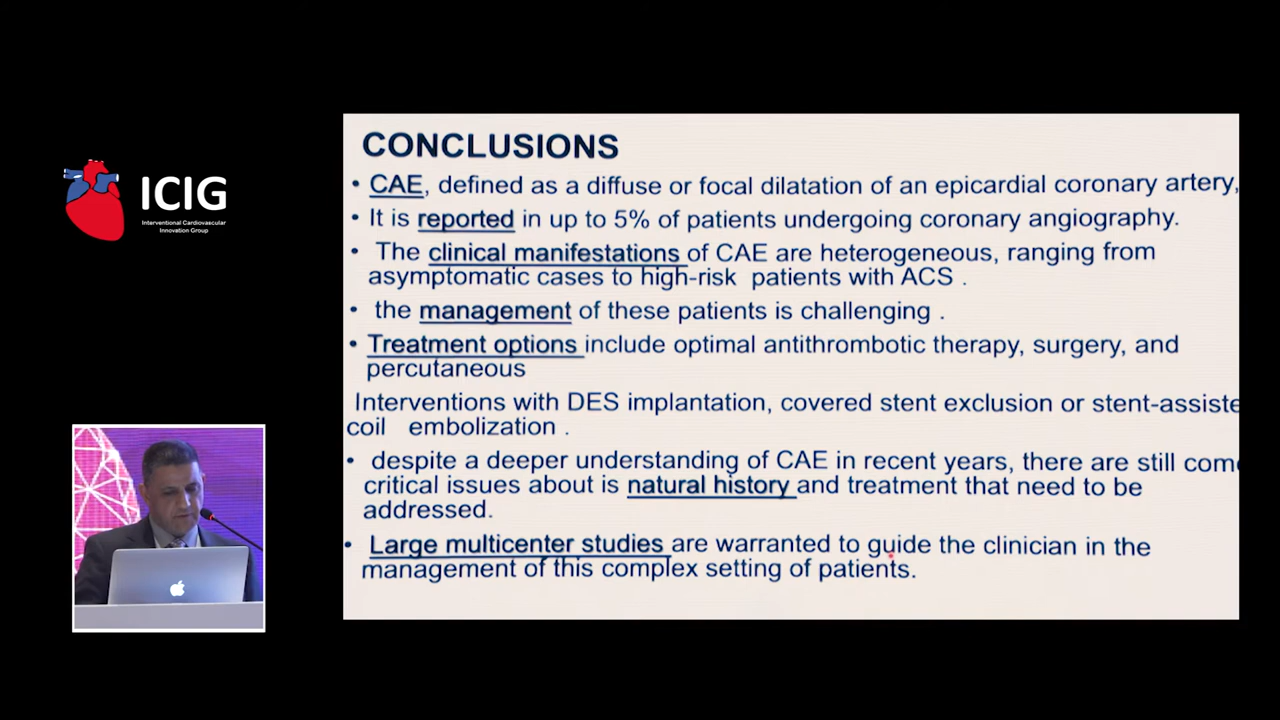 ICIG
Interventional Cardiovascular
Innovation Group
CONCLUSIONS
• CAE, defined as a diffuse or focal dilatation of an epicardial coronary artery,
• It is reported in up to 5% of patients undergoing coronary angiography.
• The clinical manifestations of CAE are heterogeneous, ranging from
asymptomatic cases to high-risk patients with ACS .
• the management of these patients is challenging .
• Treatment options include optimal antithrombotic therapy, surgery, and
percutaneous
Interventions with DES implantation, covered stent exclusion or stent-assiste
coil embolization .
• despite a deeper understanding of CAE in recent years, there are still com
critical issues about is natural history and treatment that need to be
addressed.
• Large multicenter studies are warranted to guide the clinician in the
management of this complex setting of patients.